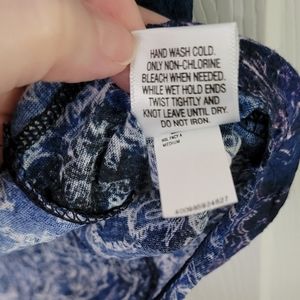 HAND WASH COLD.
ONLY NON-CHLORINE
BLEACH WHEN NEEDED.
WHILE WET HOLD ENDS
TWIST TIGHTLY AND
KNOT LEAVE UNTIL DRY.
DO NOT IRON.
MEDIUM